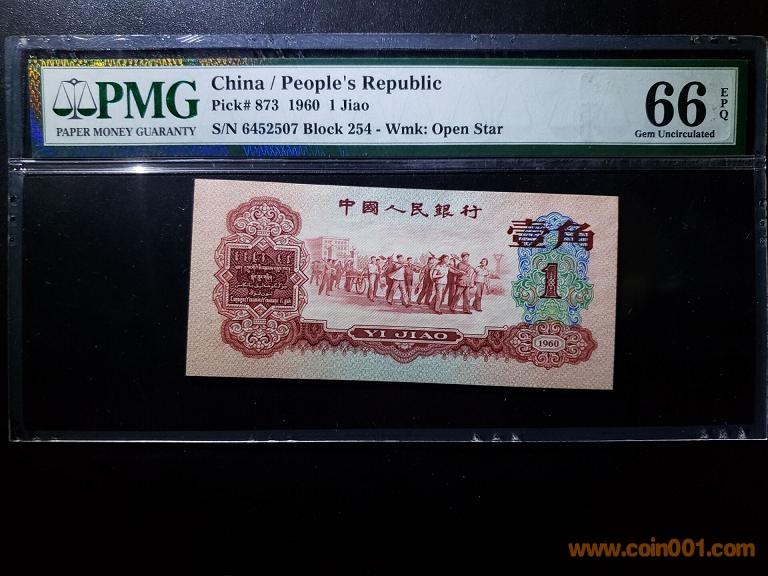 PMG
PAPER MONEY GUARANTY
China / People's Republic
Pick# 873 1960 1 Jiao
S/N 6452507 Block 254 - Wmk: Open Star
66
EPQ
Gem Uncirculated
中國人民銀行
壹角
1
YI JIAO
1960
www.coin001.com